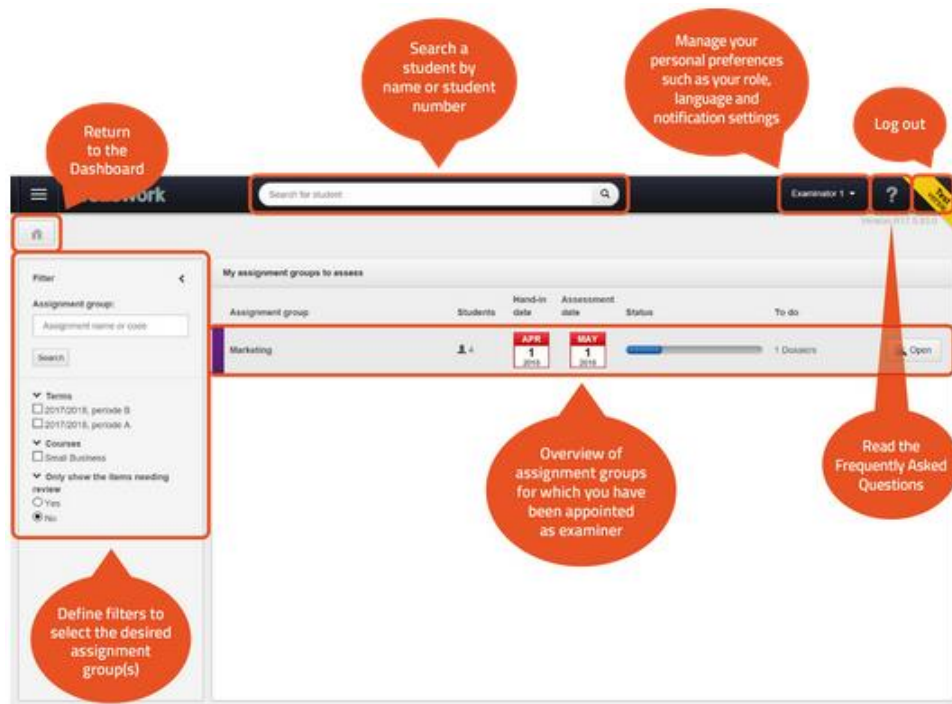 Search a
student by
name or student
number
Manage your
personal preferences
such as your role,
language and
notification settings
Return
to the
Dashboard
Log out
work
Search for student
Examinator 1
?
Test
Filter
Assignment group:
Assignment name or code
Search
Terms
2017/2018, periode B
2017/2018, periode A
Courses
Small Business
Only show the items needing
review
Yes
No
My assignment groups to assess
Assignment group
Students
Hand-in
date
Assessment
date
Status
To do
Marketing
4
APR
1
2018
MAY
1
2018
1 Dossiers
Open
Overview of
assignment groups
for which you have
been appointed
as examiner
Read the
Frequently Asked
Questions
Define filters to
select the desired
assignment
group(s)